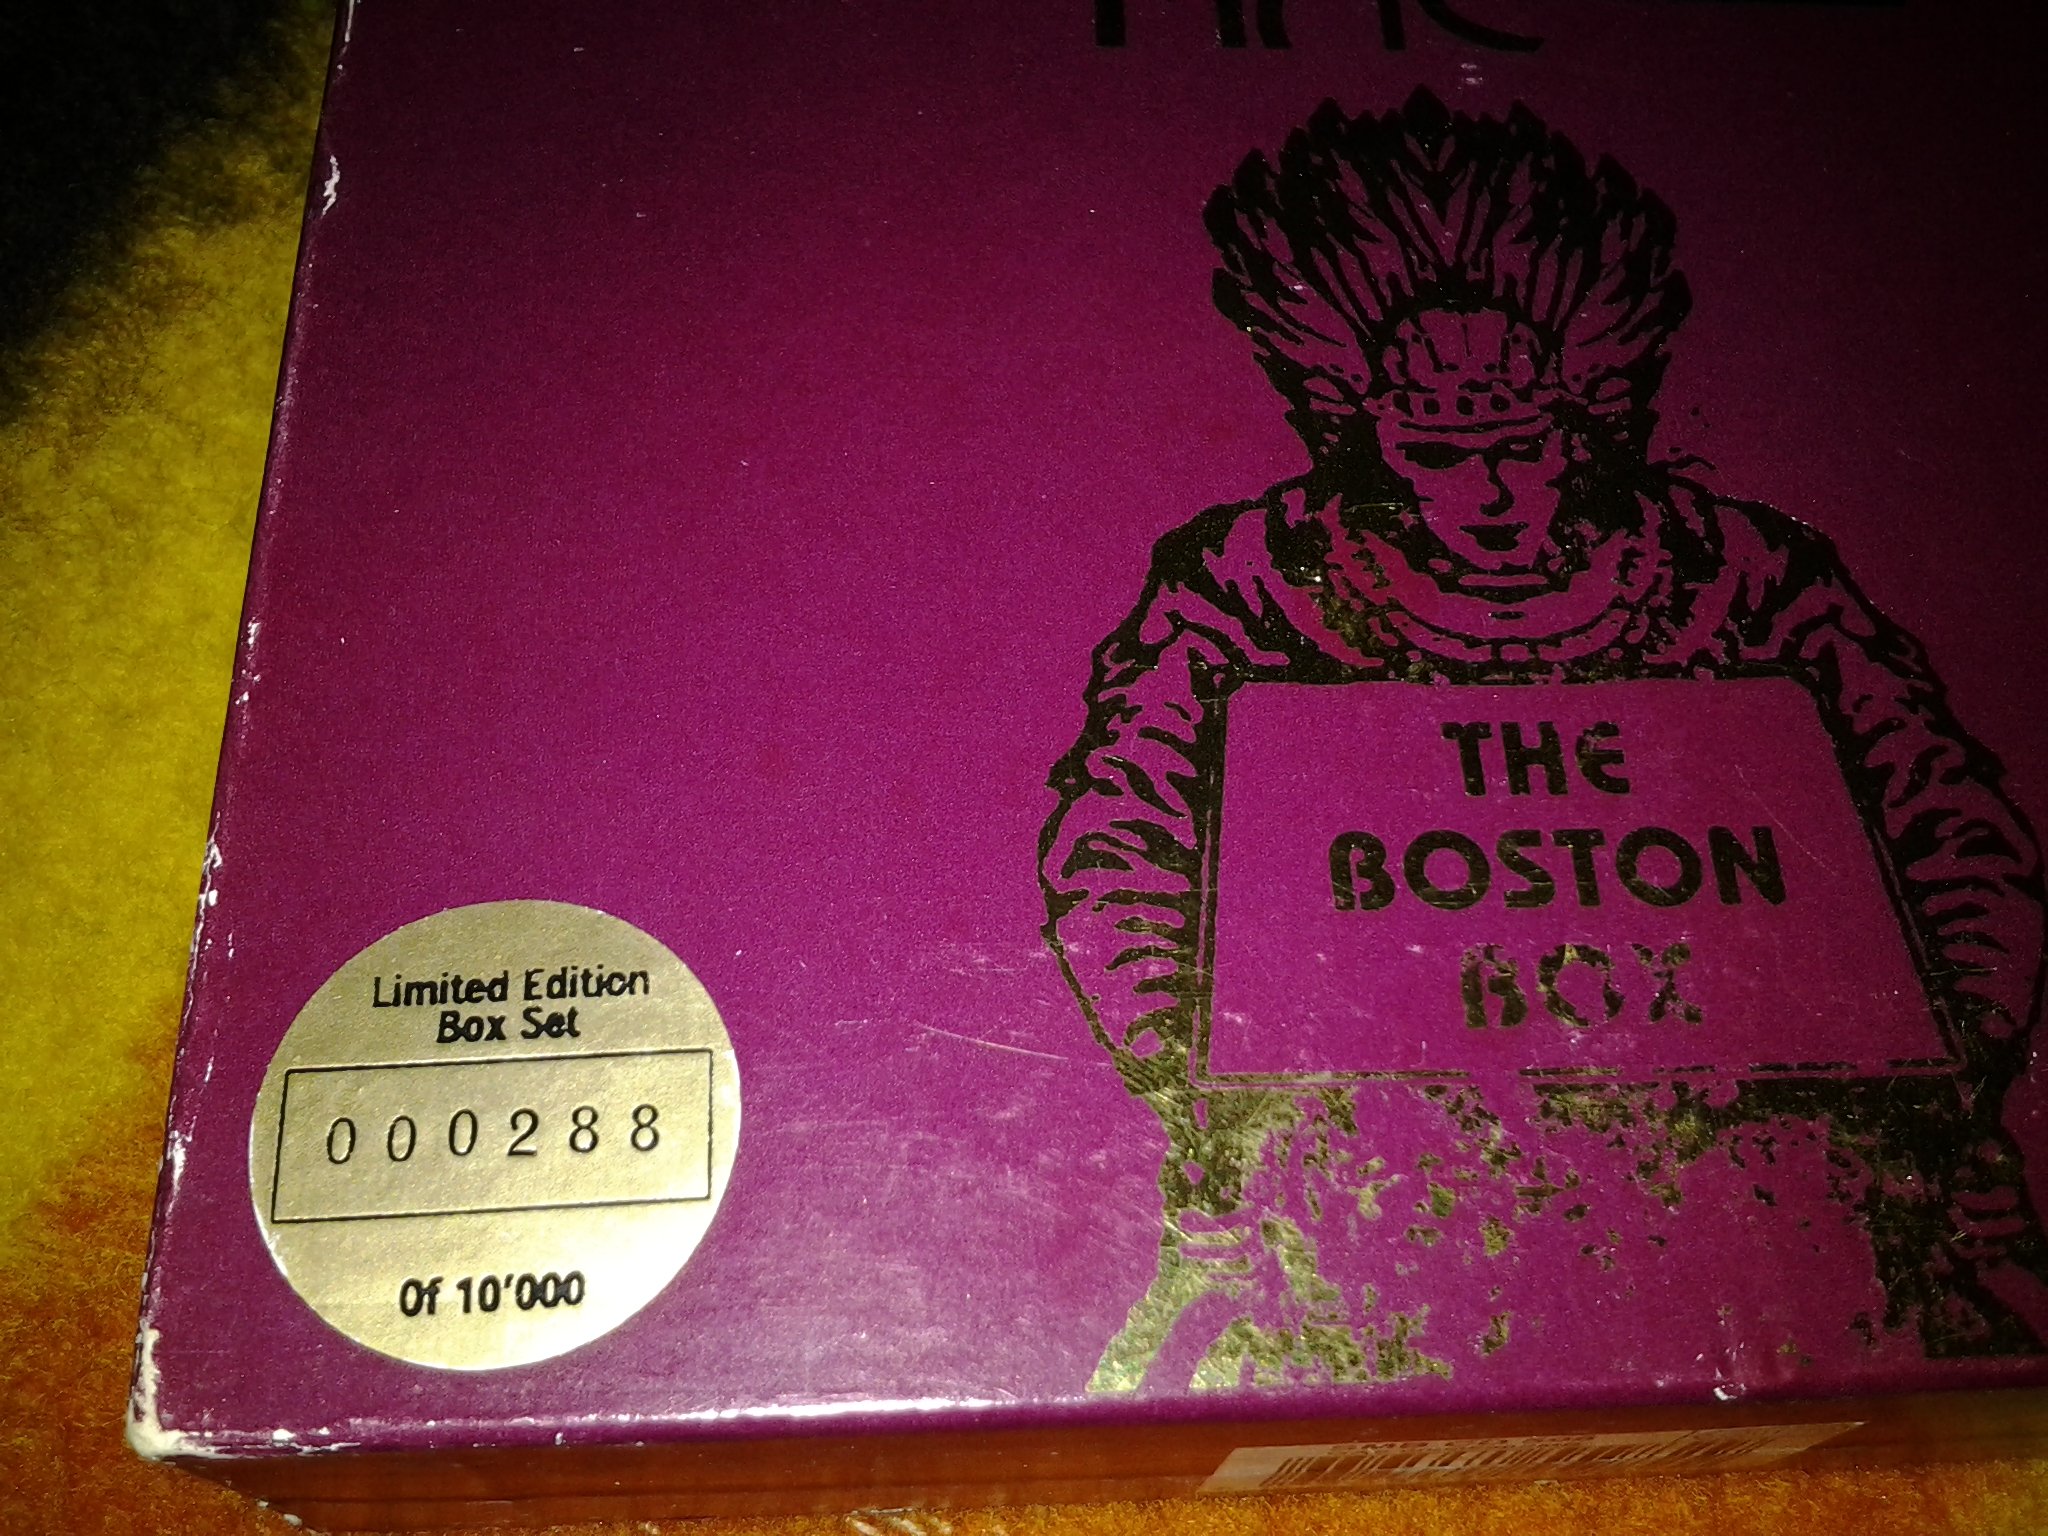 THE
BOSTON
BOX
Limited Edition
Box Set
000288
Of 10'000